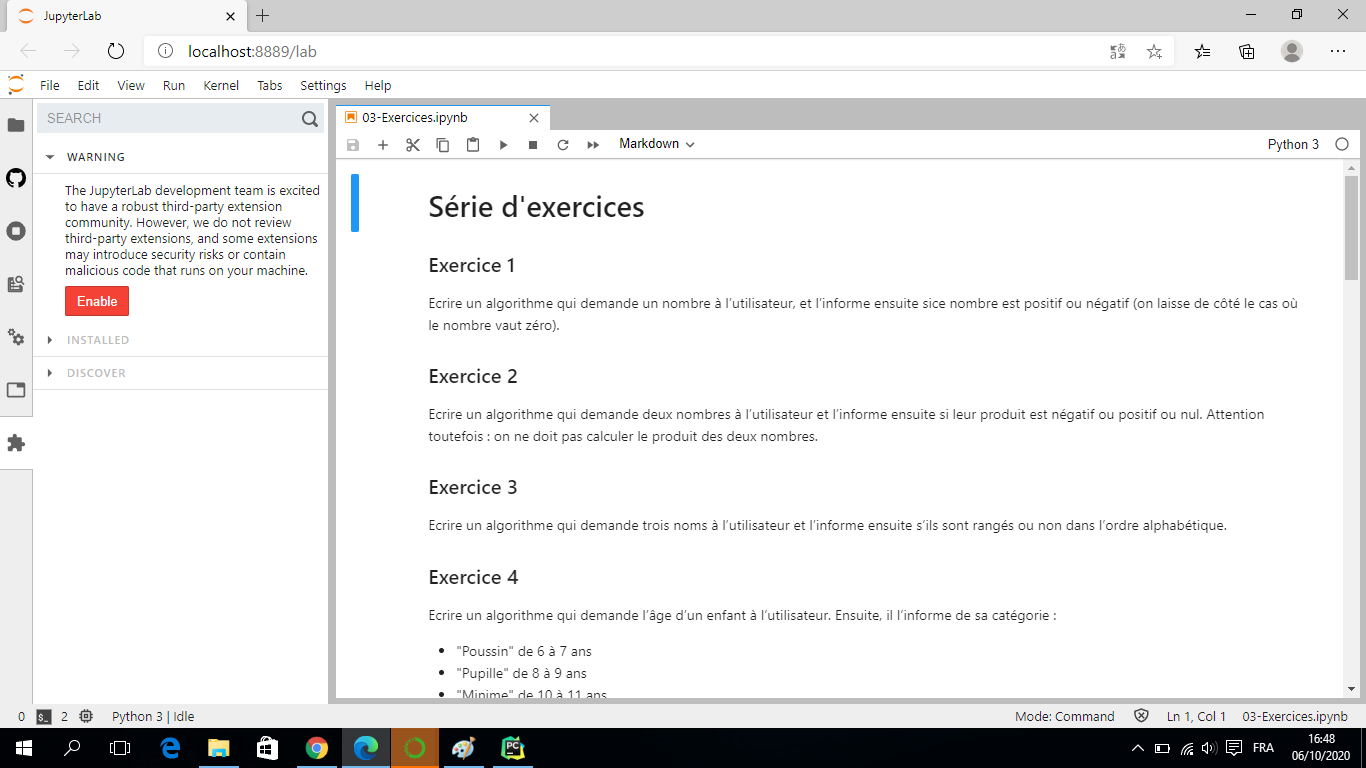 JupyterLab
localhost:8889/lab
File Edit View Run Kernel Tabs Settings Help
SEARCH
WARNING
The JupyterLab development team is excited
to have a robust third-party extension
community. However, we do not review
third-party extensions, and some extensions
may introduce security risks or contain
malicious code that runs on your machine.
Enable
INSTALLED
DISCOVER
03-Exercices.ipynb
Markdown
Python 3
Série d'exercices
Exercice 1
Ecrire un algorithme qui demande un nombre à l'utilisateur, et l'informe ensuite sice nombre est positif ou négatif (on laisse de côté le cas où
le nombre vaut zéro).
Exercice 2
Ecrire un algorithme qui demande deux nombres à l'utilisateur et l'informe ensuite si leur produit est négatif ou positif ou nul. Attention
toutefois : on ne doit pas calculer le produit des deux nombres.
Exercice 3
Ecrire un algorithme qui demande trois noms à l'utilisateur et l'informe ensuite s'ils sont rangés ou non dans l'ordre alphabétique.
Exercice 4
Ecrire un algorithme qui demande l'âge d'un enfant à l'utilisateur. Ensuite, il l'informe de sa catégorie :
• "Poussin" de 6 à 7 ans
• "Pupille" de 8 à 9 ans
• "Minime" de 10 à 11 ans
0 $_ 2 Python 3 | Idle
Mode: Command Ln 1, Col 1 03-Exercices.ipynb
PC
FRA
16:48
06/10/2020